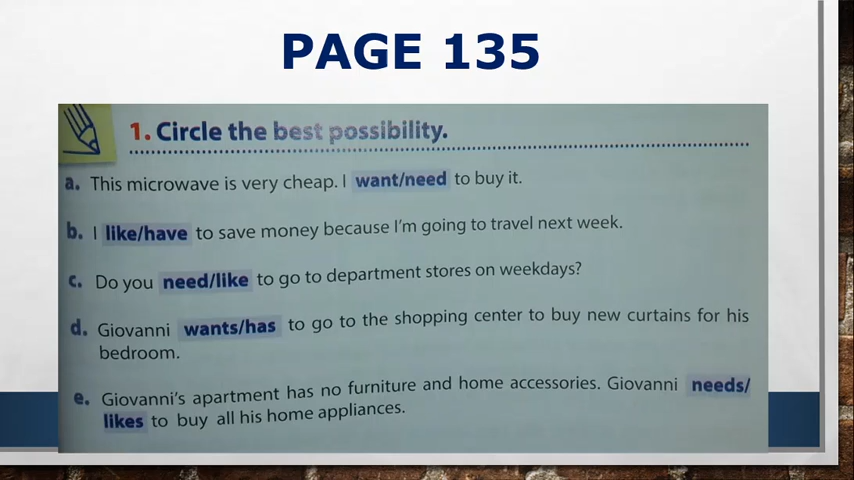 PAGE 135
1. Circle the best possibility.
a. This microwave is very cheap. I want/need to buy it.
b. I like/have to save money because I'm going to travel next week.
c. Do you need/like to go to department stores on weekdays?
d. Giovanni wants/has to go to the shopping center to buy new curtains for his
bedroom.
e. Giovanni's apartment has no furniture and home accessories. Giovanni needs/
likes to buy all his home appliances.